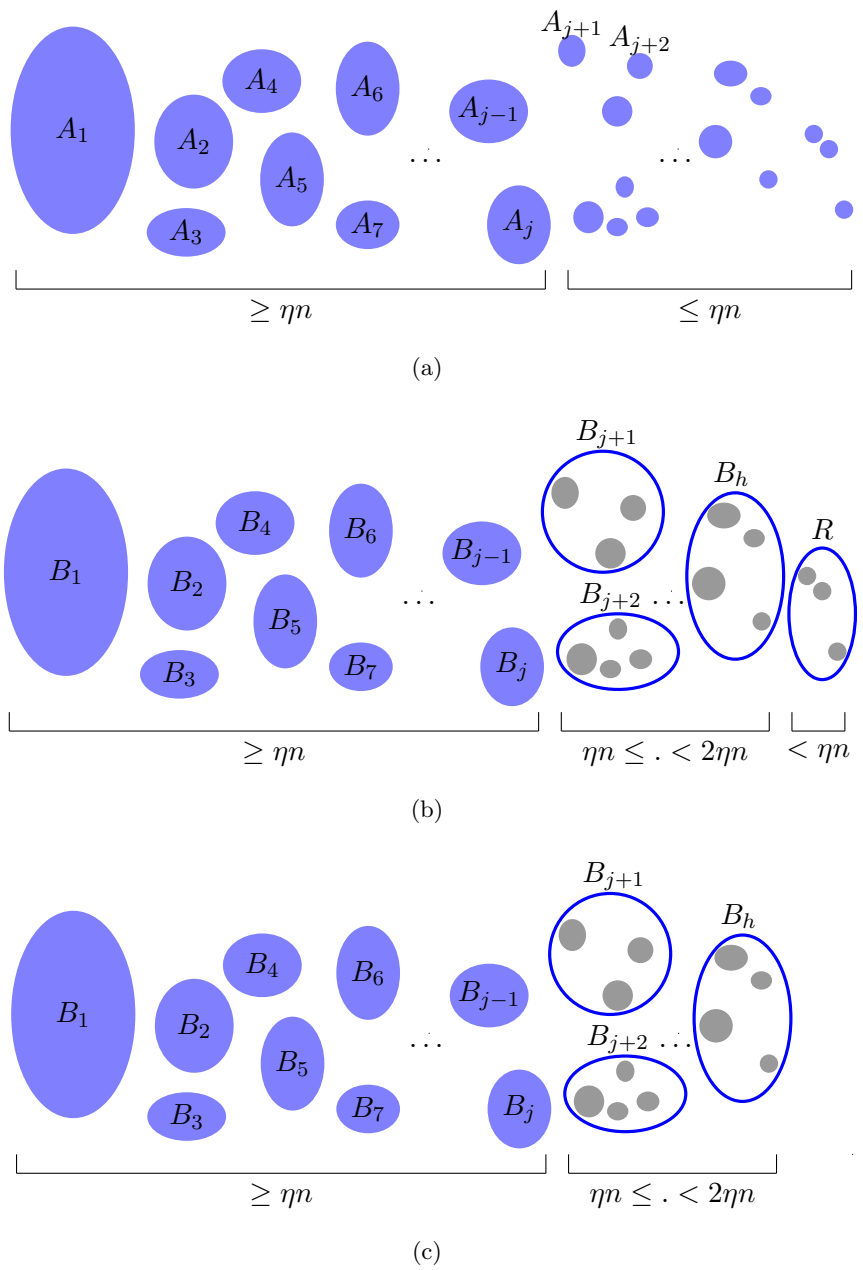 A_{j+1}
A_{j+2}
A_1 A_2 A_3 A_4 A_5 A_6 A_7 ... A_{j-1} A_j ...
≥ ηn ≤ ηn
(a)
B_{j+1}
B_h
R
B_1 B_2 B_3 B_4 B_5 B_6 B_7 ... B_{j-1} B_j B_{j+2} ...
≥ ηn ηn ≤ . < 2ηn < ηn
(b)
B_{j+1}
B_h
B_1 B_2 B_3 B_4 B_5 B_6 B_7 ... B_{j-1} B_j B_{j+2} ...
≥ ηn ηn ≤ . < 2ηn
(c)